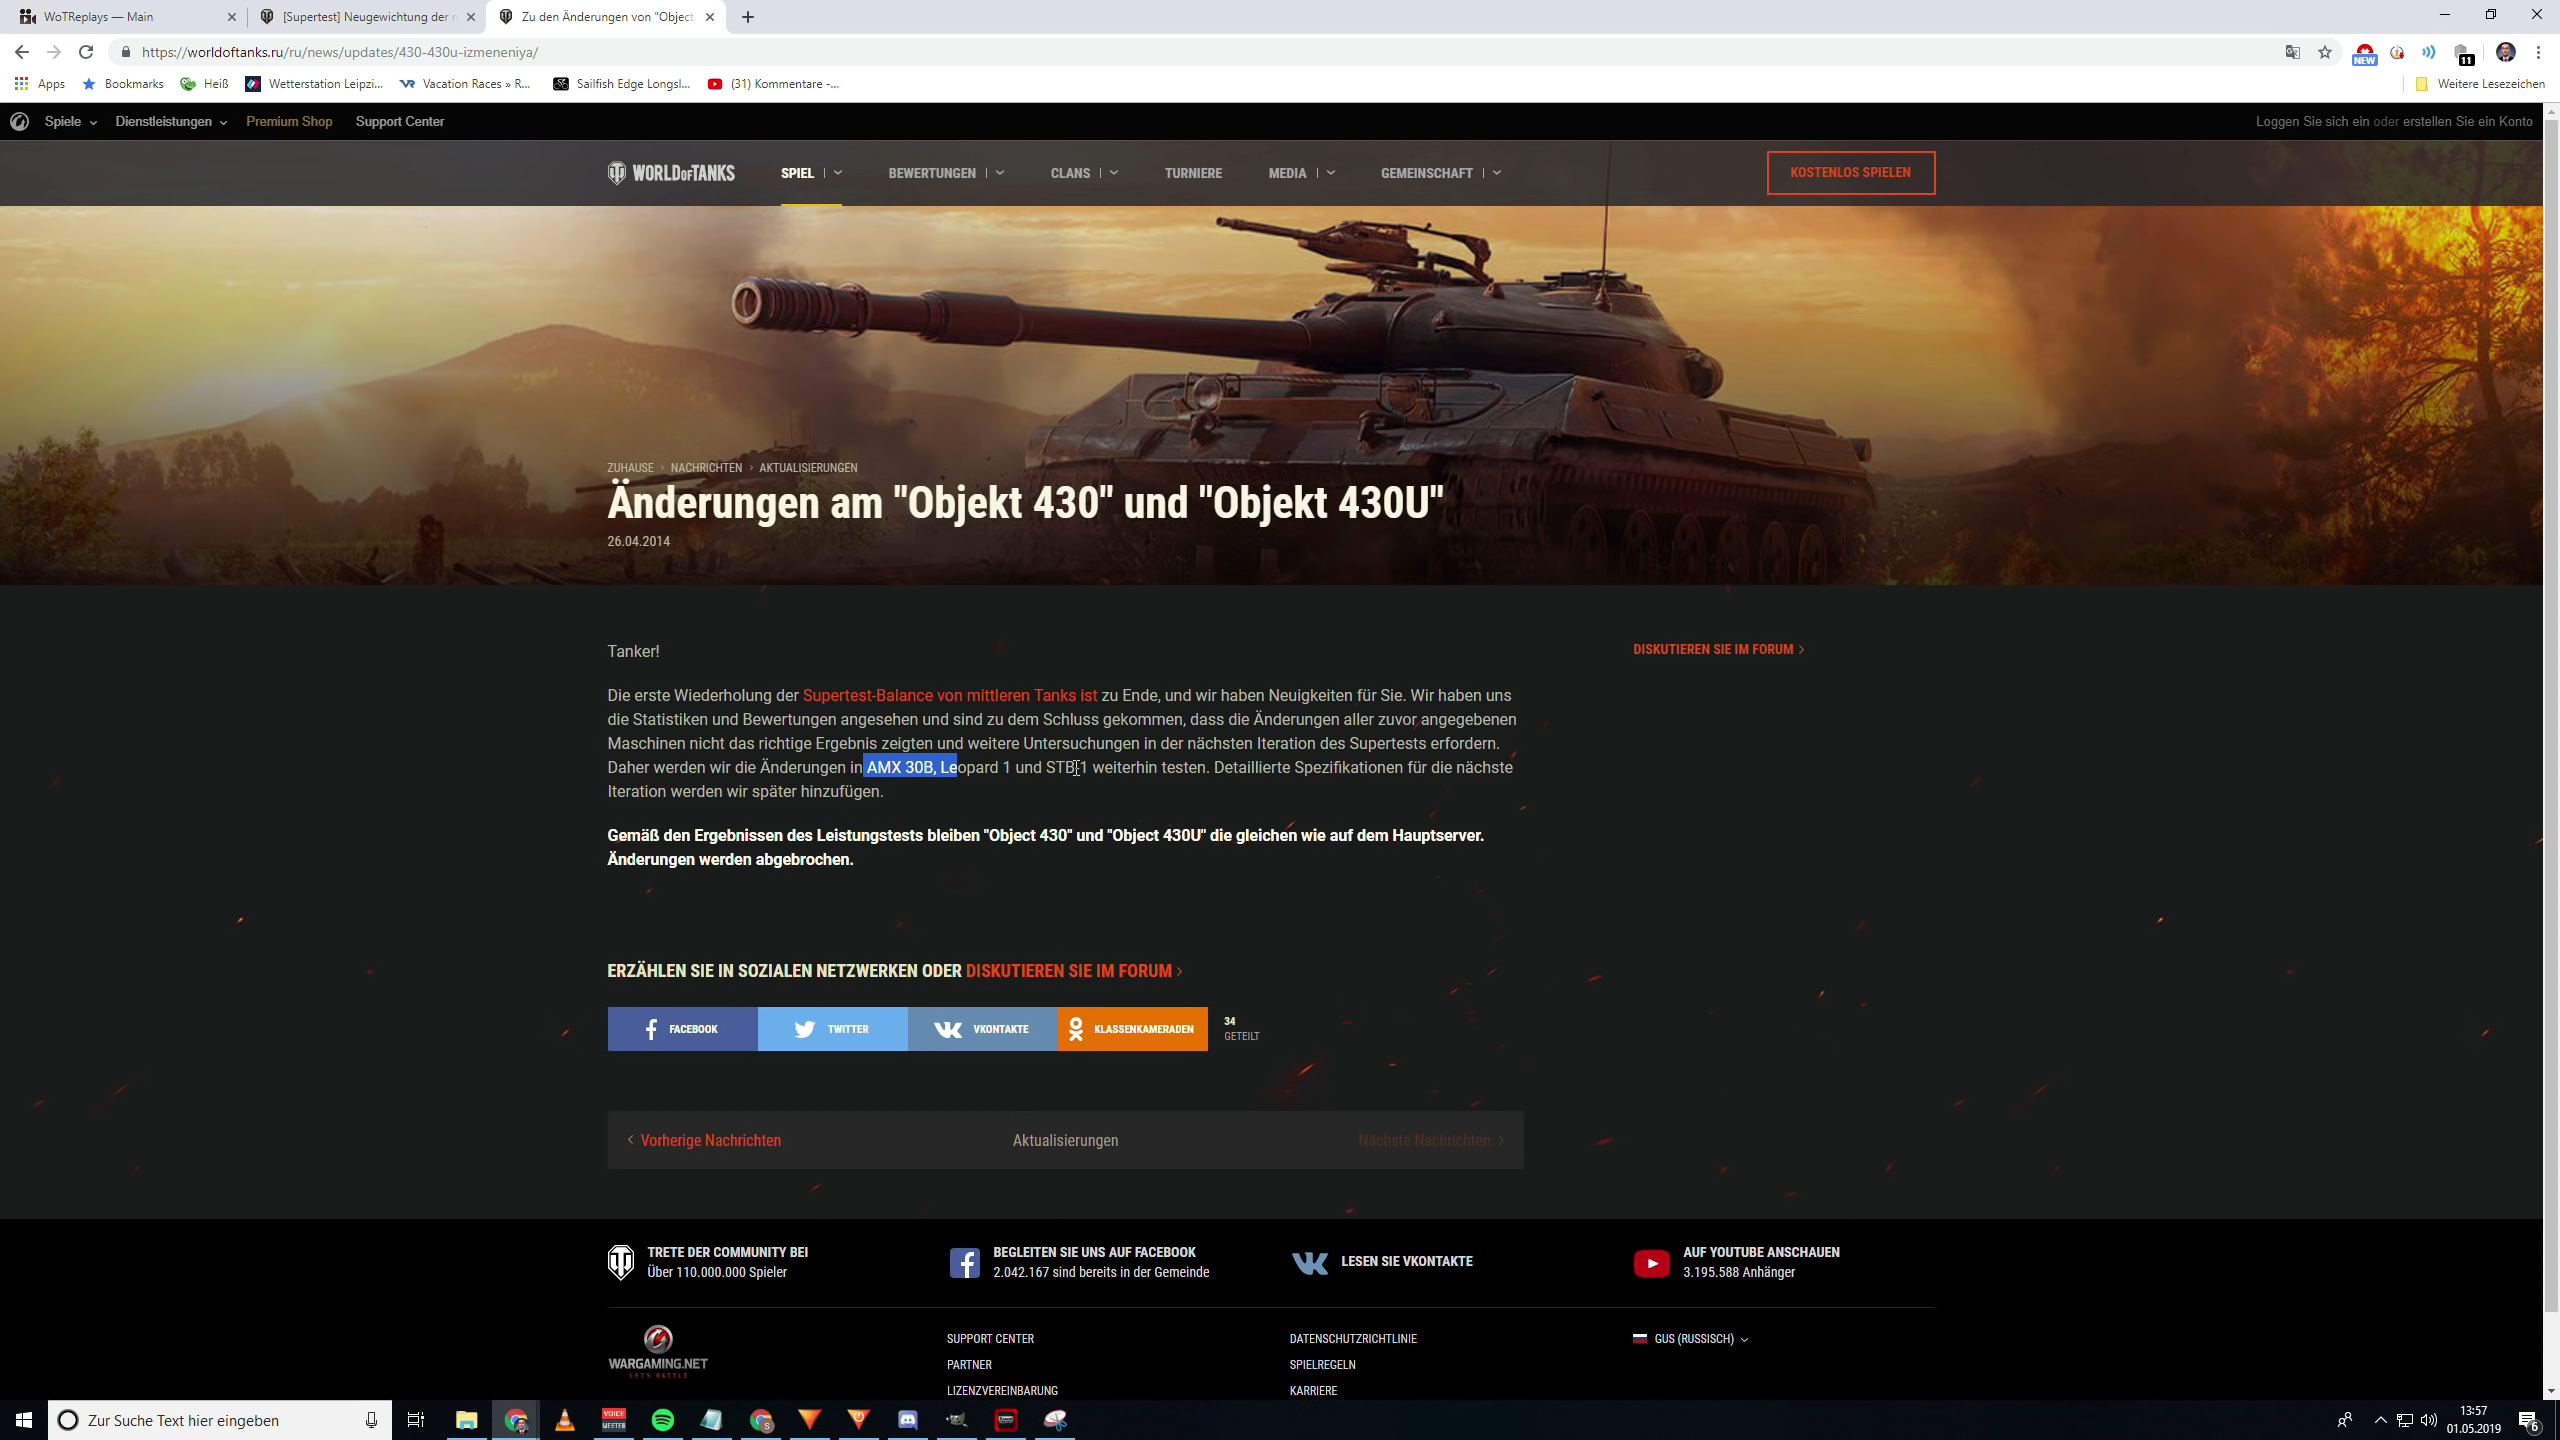 WoTReplays — Main
[Supertest] Neugewichtung der m
Zu den Änderungen von "Object
https://worldoftanks.ru/ru/news/updates/430-430u-izmeneniya/
NEW
11
Apps
Bookmarks
Heiß
Wetterstation Leipzi...
Vacation Races » R...
Sailfish Edge Longsl...
(31) Kommentare -...
Weitere Lesezeichen
Spiele
Dienstleistungen
Premium Shop
Support Center
Loggen Sie sich ein oder erstellen Sie ein Konto
WORLD OF TANKS
SPIEL
BEWERTUNGEN
CLANS
TURNIERE
MEDIA
GEMEINSCHAFT
KOSTENLOS SPIELEN
ZUHAUSE > NACHRICHTEN > AKTUALISIERUNGEN
Änderungen am "Objekt 430" und "Objekt 430U"
26.04.2014
Tanker!
DISKUTIEREN SIE IM FORUM >
Die erste Wiederholung der Supertest-Balance von mittleren Tanks ist zu Ende, und wir haben Neuigkeiten für Sie. Wir haben uns
die Statistiken und Bewertungen angesehen und sind zu dem Schluss gekommen, dass die Änderungen aller zuvor angegebenen
Maschinen nicht das richtige Ergebnis zeigten und weitere Untersuchungen in der nächsten Iteration des Supertests erfordern.
Daher werden wir die Änderungen in AMX 30B, Leopard 1 und STB-1 weiterhin testen. Detaillierte Spezifikationen für die nächste
Iteration werden wir später hinzufügen.
Gemäß den Ergebnissen des Leistungstests bleiben "Object 430" und "Object 430U" die gleichen wie auf dem Hauptserver.
Änderungen werden abgebrochen.
ERZÄHLEN SIE IN SOZIALEN NETZWERKEN ODER DISKUTIEREN SIE IM FORUM >
FACEBOOK
TWITTER
VKONTAKTE
KLASSENKAMERADEN
34
GETEILT
< Vorherige Nachrichten
Aktualisierungen
Nächste Nachrichten >
TRETE DER COMMUNITY BEI
Über 110.000.000 Spieler
BEGLEITEN SIE UNS AUF FACEBOOK
2.042.167 sind bereits in der Gemeinde
LESEN SIE VKONTAKTE
AUF YOUTUBE ANSCHAUEN
3.195.588 Anhänger
WARGAMING.NET
LET'S BATTLE
SUPPORT CENTER
PARTNER
LIZENZVEREINBARUNG
DATENSCHUTZRICHTLINIE
SPIELREGELN
KARRIERE
GUS (RUSSISCH)
Zur Suche Text hier eingeben
VOICE
MEETER
13:57
01.05.2019
6